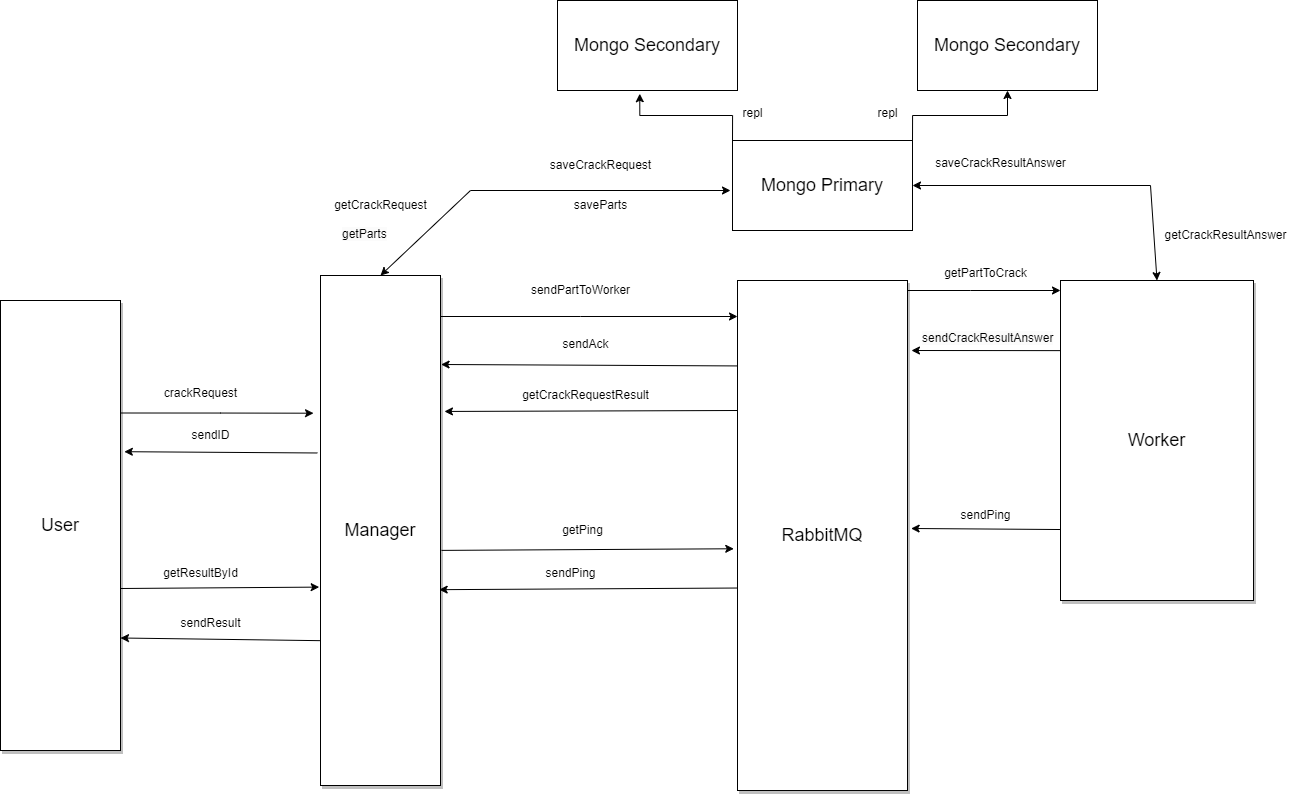 Mongo Secondary
Mongo Secondary
repl
repl
saveCrackRequest
Mongo Primary
saveCrackResultAnswer
getCrackRequest
saveParts
getParts
getCrackResultAnswer
getPartToCrack
sendPartToWorker
sendCrackResultAnswer
sendAck
crackRequest
getCrackRequestResult
sendID
Worker
User
Manager
RabbitMQ
sendPing
getPing
getResultById
sendPing
sendResult